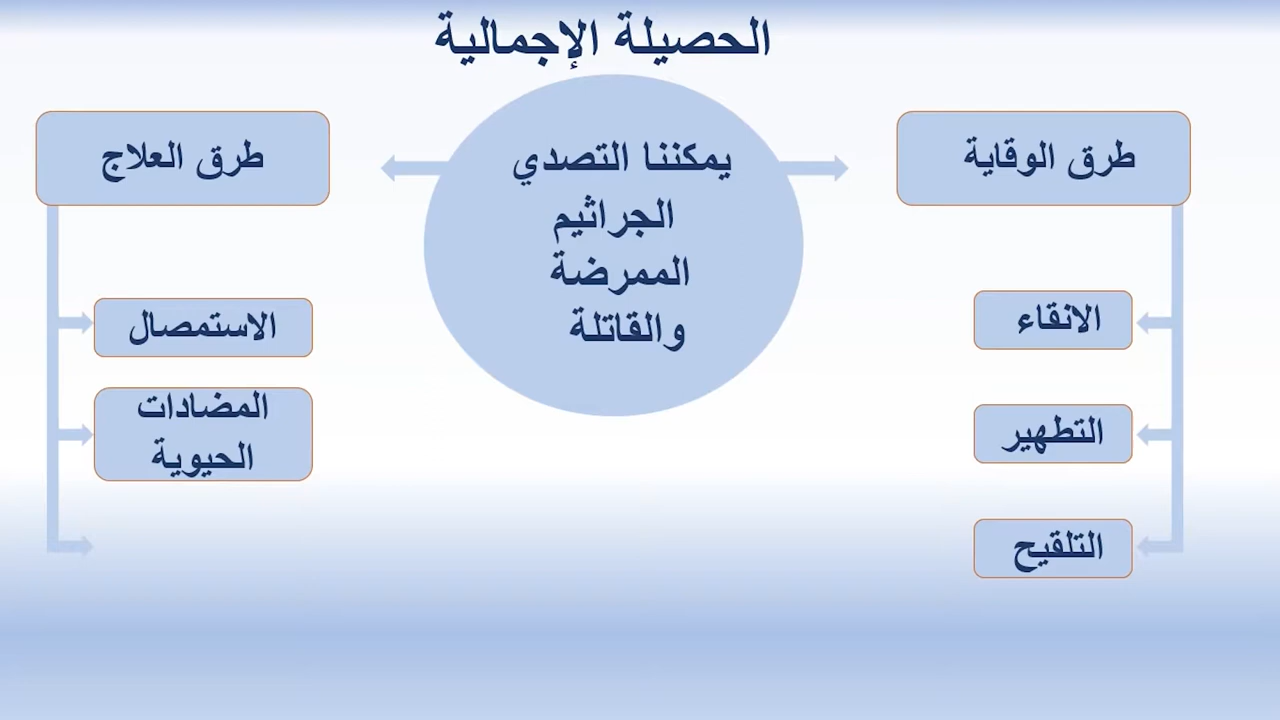 الحصيلة الإجمالية
يمكننا التصدي
الجراثيم
الممرضة
والقاتلة
طرق الوقاية
الانقاء
التطهير
التلقيح
طرق العلاج
الاستمصال
المضادات
الحيوية